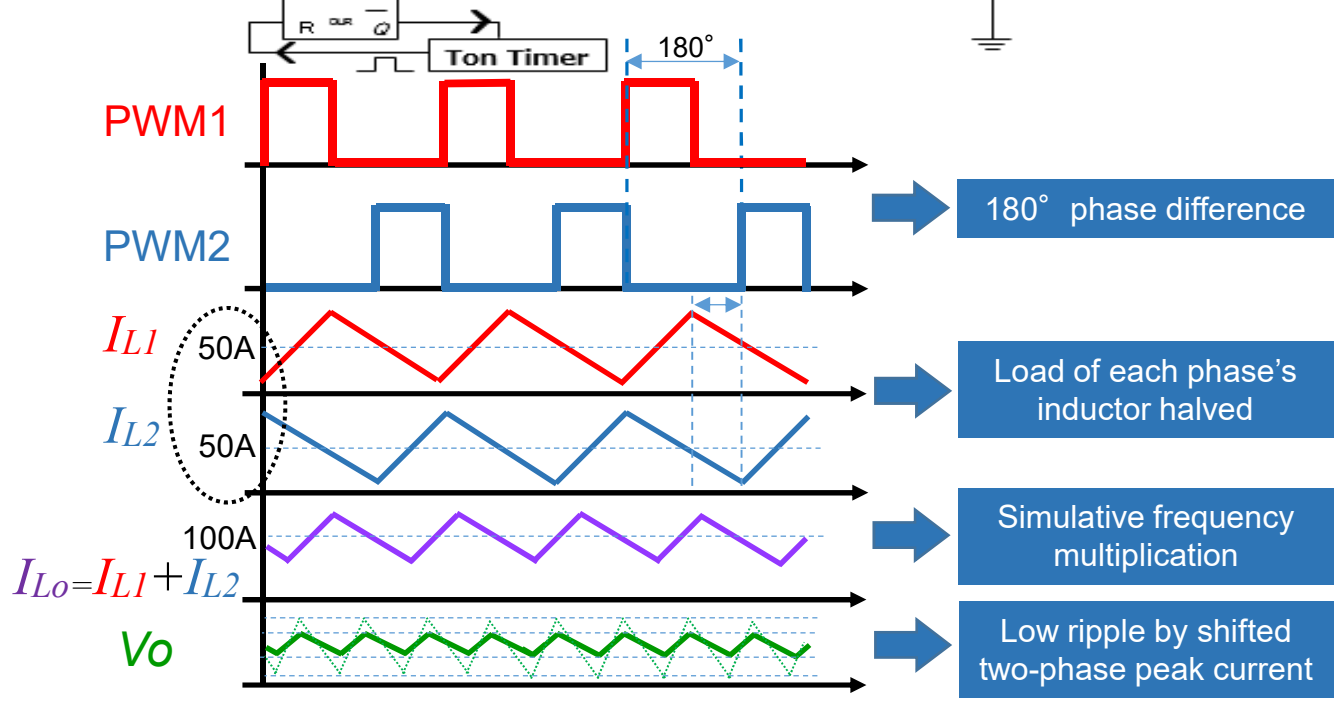 R CLR Q
Ton Timer
180°
PWM1
PWM2
180° phase difference
IL1
50A
Load of each phase's
inductor halved
IL2
50A
100A
Simulative frequency
multiplication
ILo=IL1+IL2
Vo
Low ripple by shifted
two-phase peak current